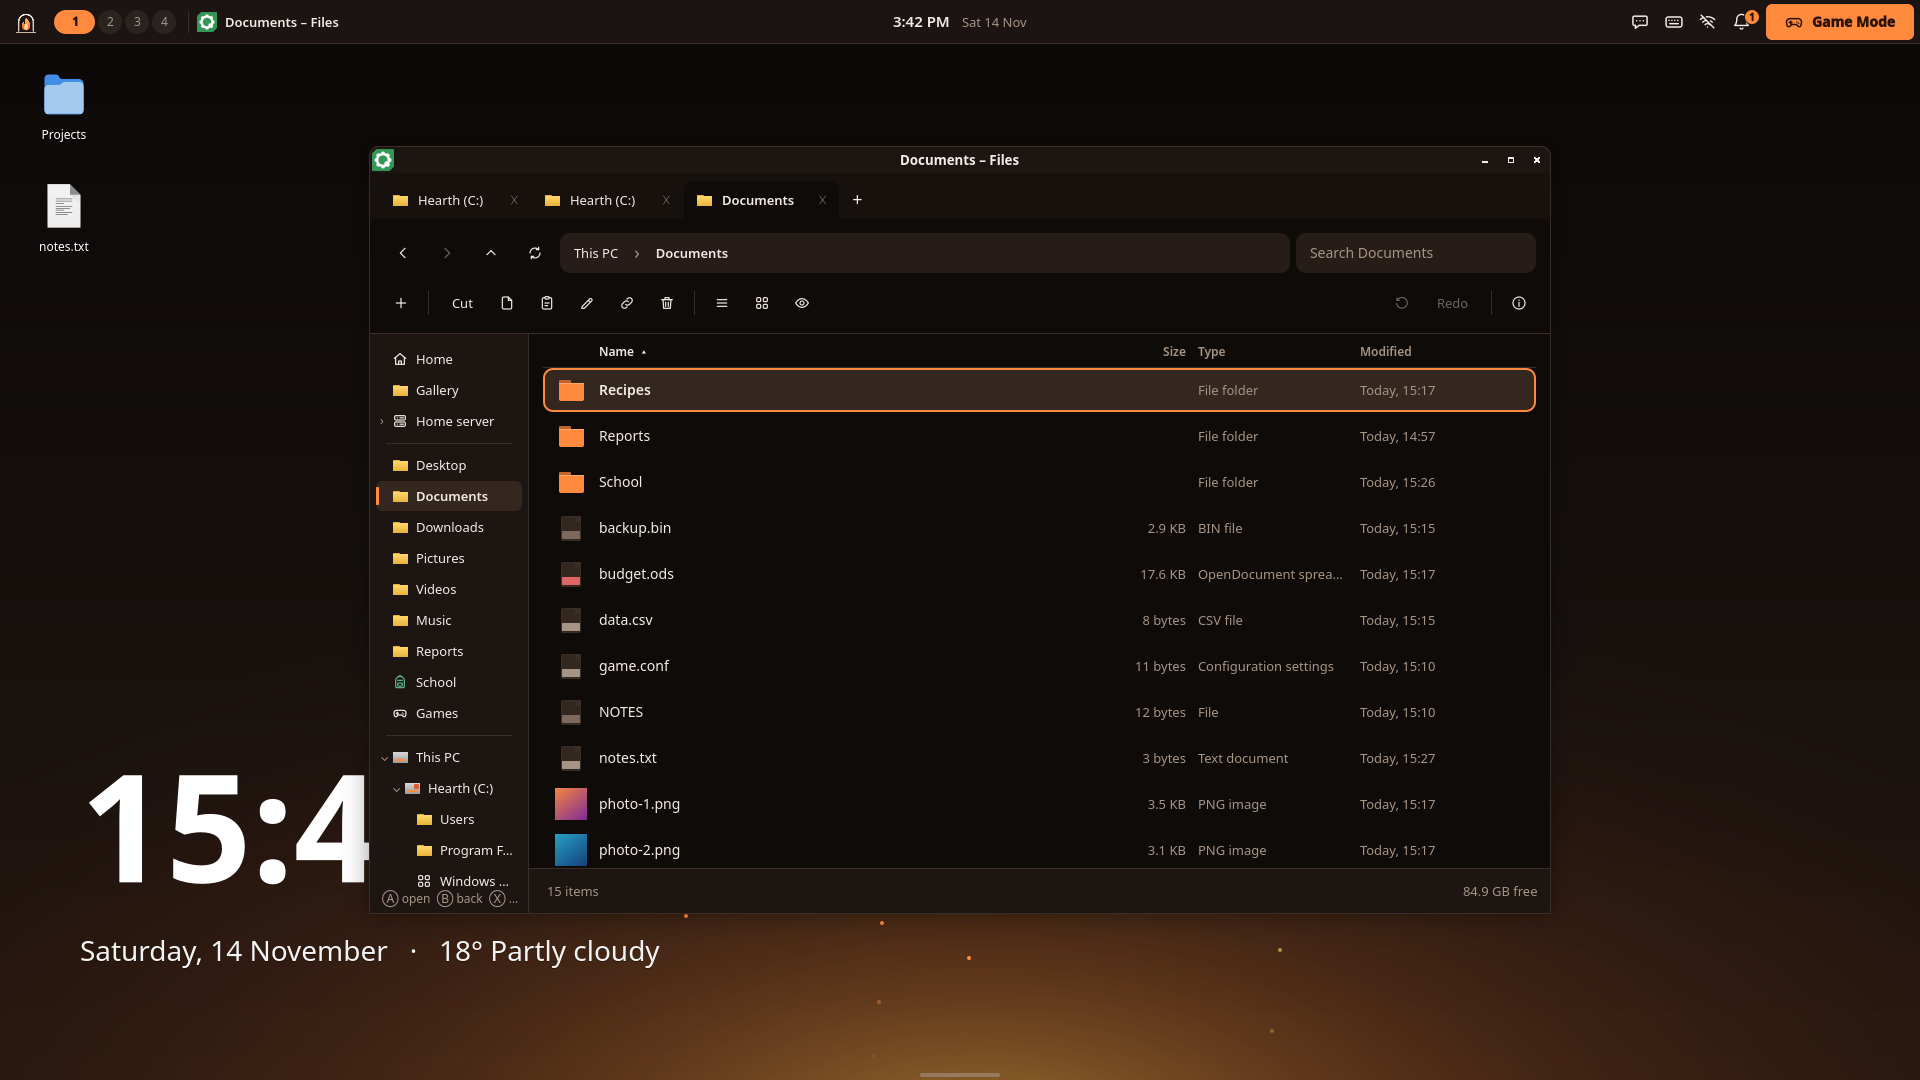 1 2 3 4 Documents – Files 3:42 PM Sat 14 Nov 1 Game Mode
Projects
notes.txt
Documents – Files
Hearth (C:) X Hearth (C:) X Documents X +
This PC › Documents Search Documents
Cut Redo
Home
Gallery
Home server
Desktop
Documents
Downloads
Pictures
Videos
Music
Reports
School
Games
This PC
Hearth (C:)
Users
Program F...
Windows ...
A open B back X ...
Name Size Type Modified
Recipes File folder Today, 15:17
Reports File folder Today, 14:57
School File folder Today, 15:26
backup.bin 2.9 KB BIN file Today, 15:15
budget.ods 17.6 KB OpenDocument sprea... Today, 15:17
data.csv 8 bytes CSV file Today, 15:15
game.conf 11 bytes Configuration settings Today, 15:10
NOTES 12 bytes File Today, 15:10
notes.txt 3 bytes Text document Today, 15:27
photo-1.png 3.5 KB PNG image Today, 15:17
photo-2.png 3.1 KB PNG image Today, 15:17
15 items 84.9 GB free
15:4
Saturday, 14 November · 18° Partly cloudy